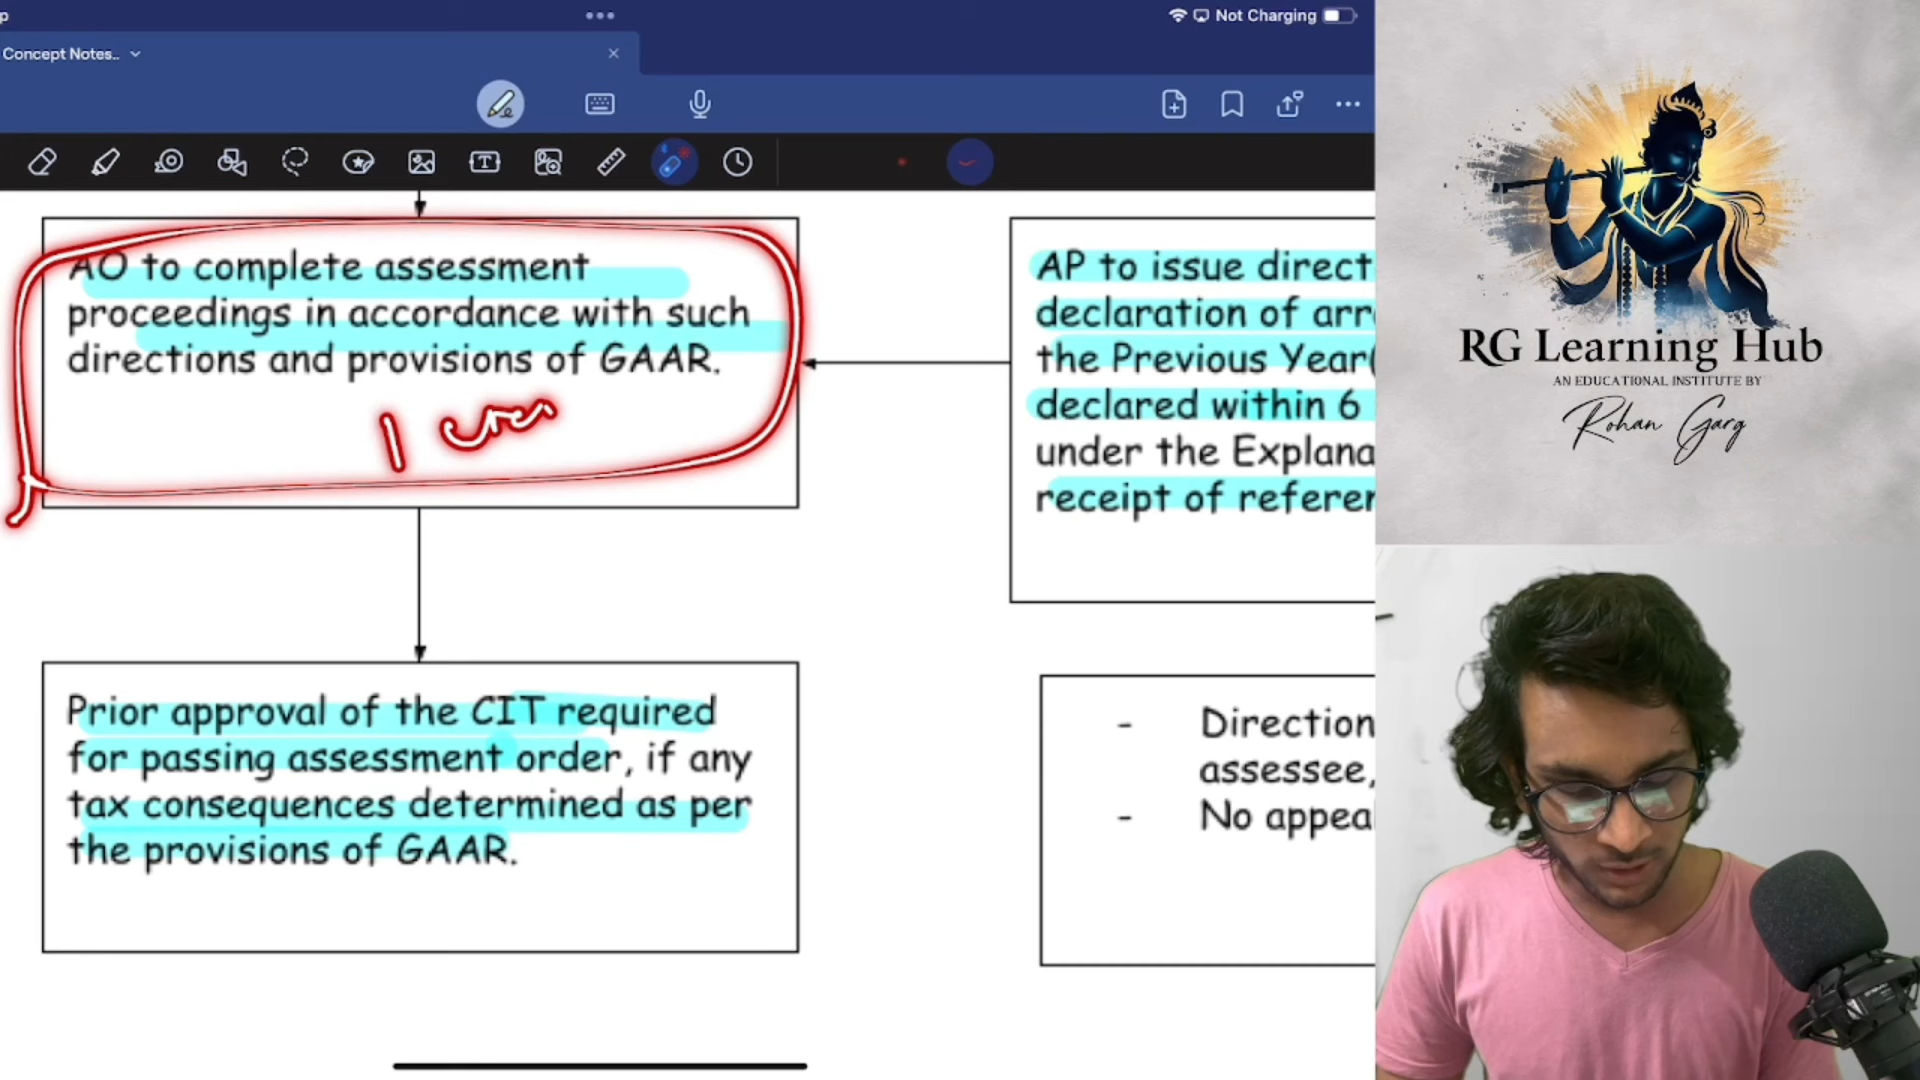 p
Not Charging
Concept Notes..
AO to complete assessment
proceedings in accordance with such
directions and provisions of GAAR.
1
Prior approval of the CIT required
for passing assessment order, if any
tax consequences determined as per
the provisions of GAAR.
AP to issue direct
declaration of arr
the Previous Year(
declared within 6
under the Explana
receipt of refere
- Direction
assessee,
- No appea
RG Learning Hub
AN EDUCATIONAL INSTITUTE BY
Rohan Garg